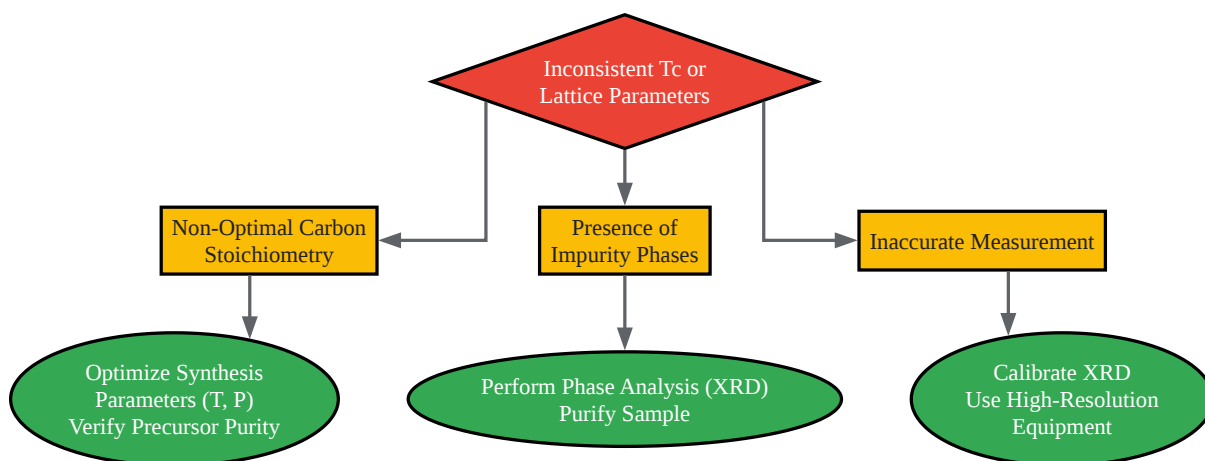 Inconsistent Tc or
Lattice Parameters
Non-Optimal Carbon
Stoichiometry
Presence of
Impurity Phases
Inaccurate Measurement
Optimize Synthesis
Parameters (T, P)
Verify Precursor Purity
Perform Phase Analysis (XRD)
Purify Sample
Calibrate XRD
Use High-Resolution
Equipment